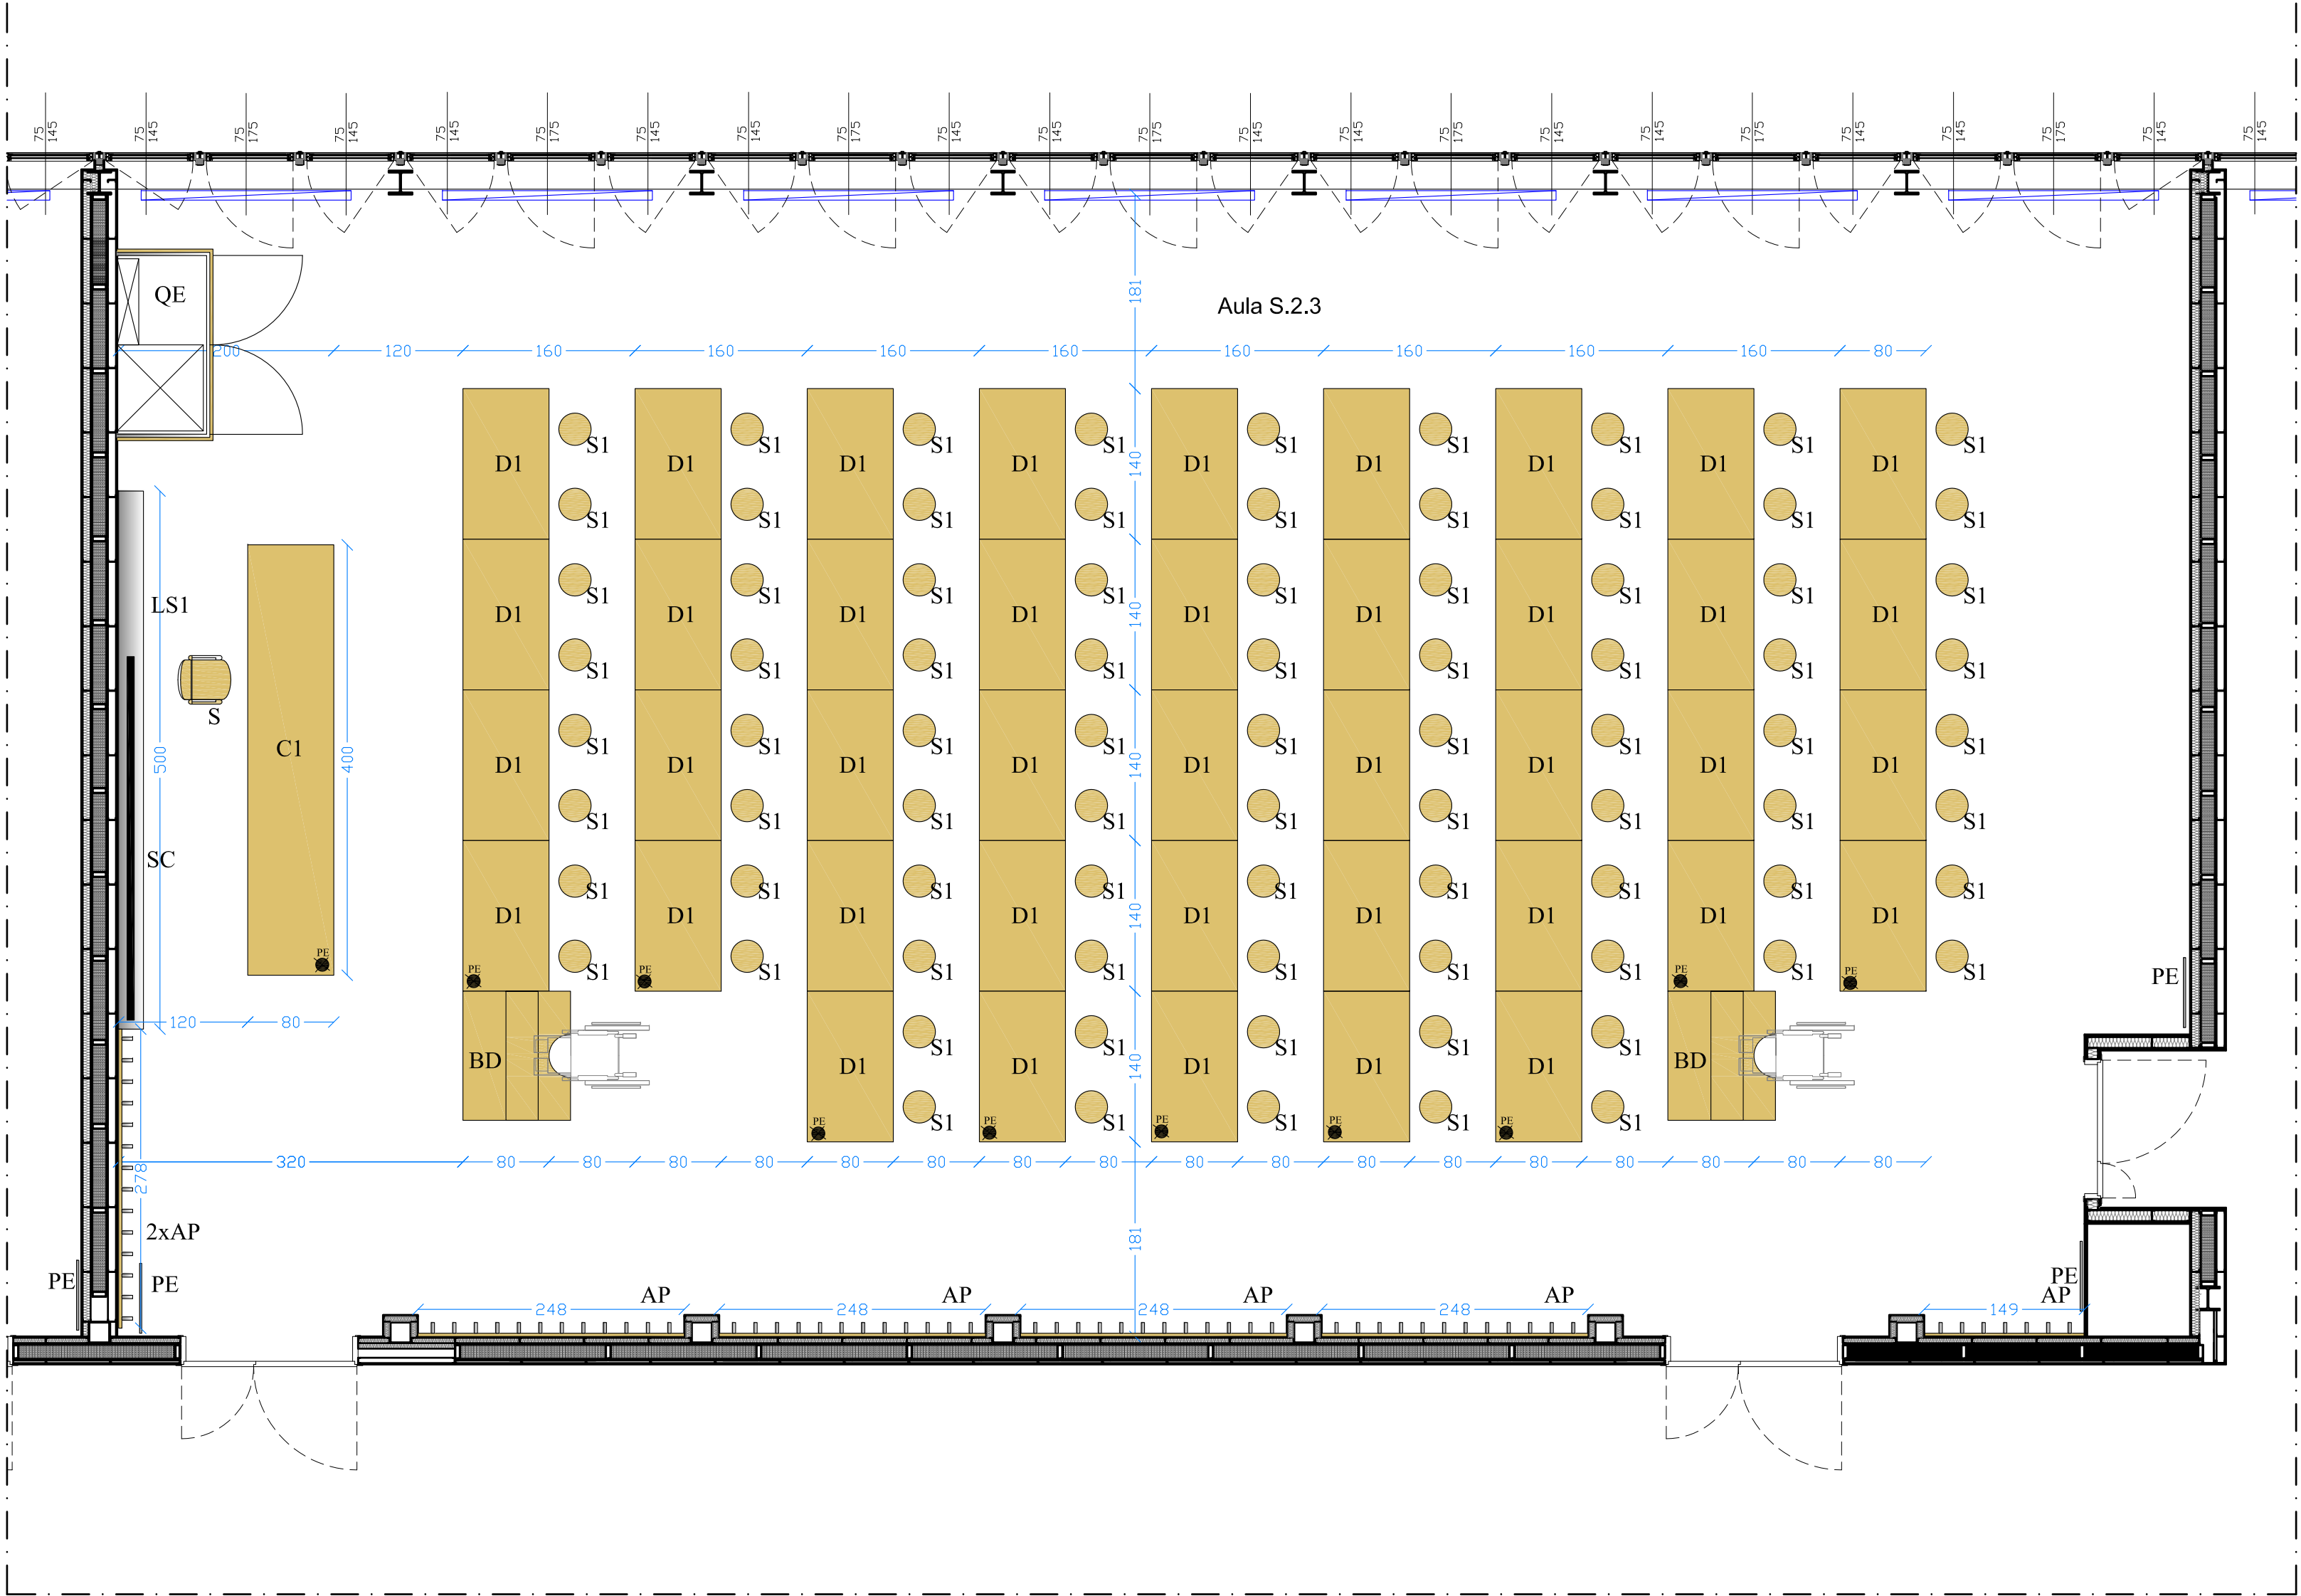 75 75 75 75 75 75 75 75 75 75 75 75 75 75 75 75 75 75 75 75 75 75 75
145 145 175 145 145 175 145 145 175 145 145 175 145 145 175 145 145 175 145 145 175 145 145
QE
181
Aula S.2.3
200 120 160 160 160 160 160 160 160 160 80
S1 S1 S1 S1 S1 S1 S1 S1 S1
D1 D1 D1 D1 140 D1 D1 D1 D1 D1
S1 S1 S1 S1 S1 S1 S1 S1 S1
S1 S1 S1 S1 S1 S1 S1 S1 S1
LS1
D1 D1 D1 D1 140 D1 D1 D1 D1 D1
S1 S1 S1 S1 S1 S1 S1 S1 S1
S
S1 S1 S1 S1 S1 S1 S1 S1 S1
500 C1 400
D1 D1 D1 D1 140 D1 D1 D1 D1 D1
S1 S1 S1 S1 S1 S1 S1 S1 S1
SC
S1 S1 S1 S1 S1 S1 S1 S1 S1
D1 D1 D1 D1 140 D1 D1 D1 D1 D1
PE
S1 S1 S1 S1 S1 S1 S1 S1 S1
PE PE PE PE
PE
120 80
S1 S1 S1 S1 S1
BD D1 D1 140 D1 D1 D1 BD
S1 S1 S1 S1 S1
PE PE PE PE PE
320 80 80 80 80 80 80 80 80 80 80 80 80 80 80 80 80 80
278
2xAP
181
PE PE
PE
AP AP AP AP AP
248 248 248 248 149